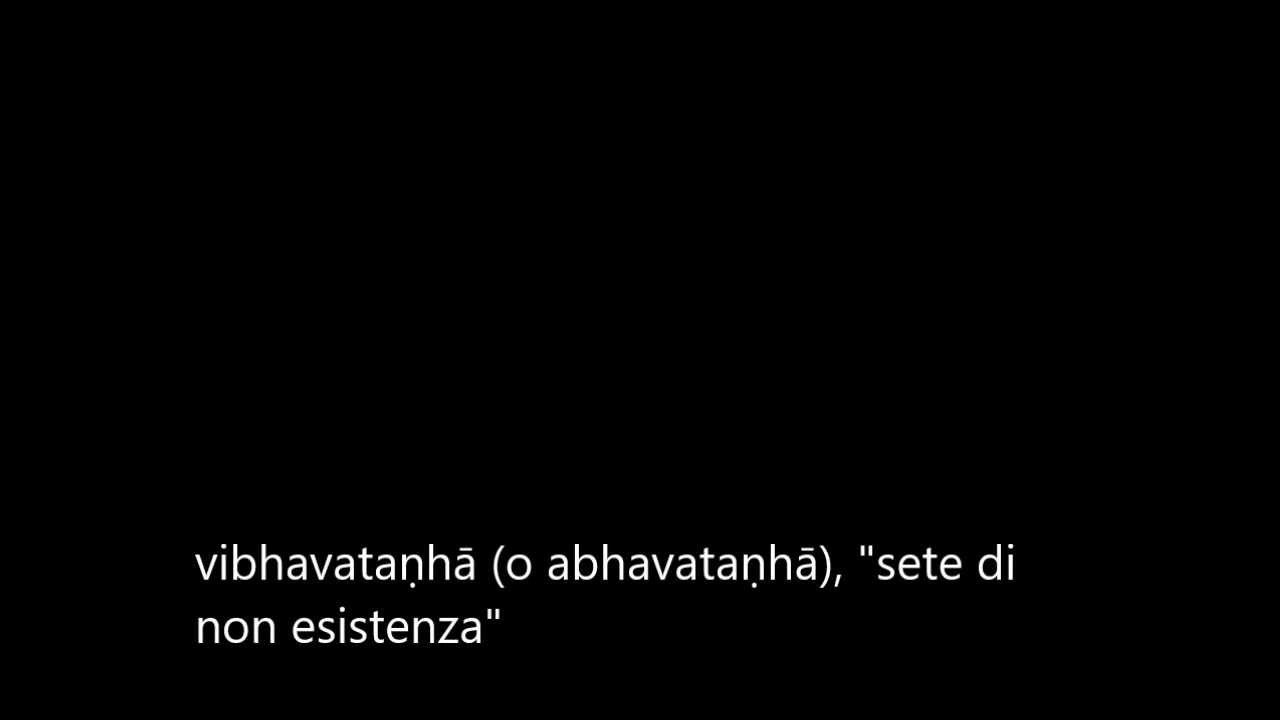 vibhavataṇhā (o abhavataṇhā), "sete di
non esistenza"